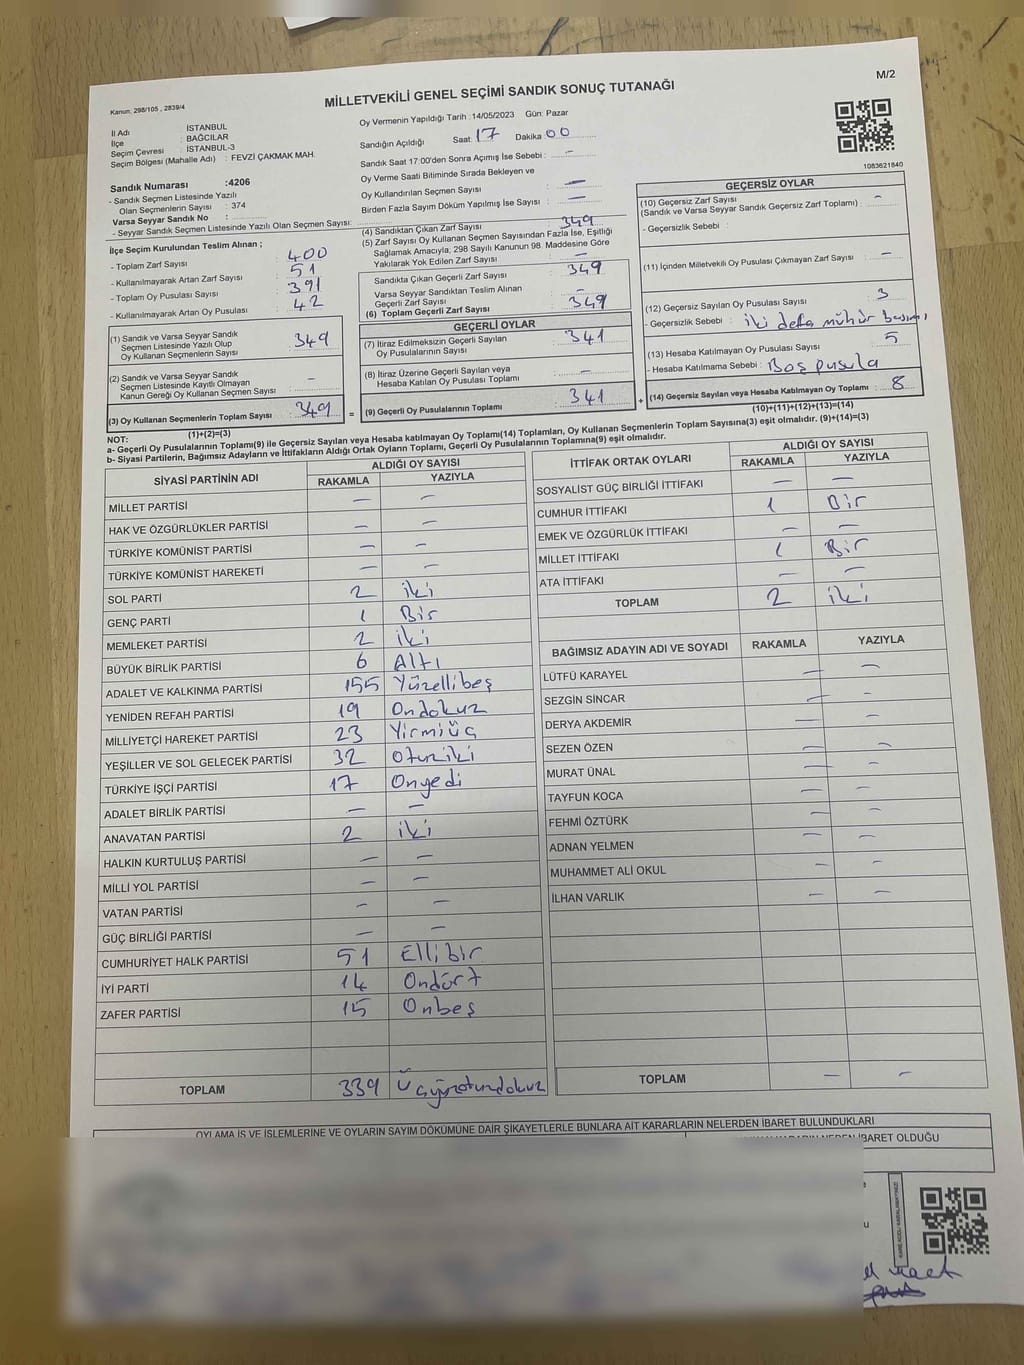 M/2
Kanun; 298/105 , 2839/4
MİLLETVEKİLİ GENEL SEÇİMİ SANDIK SONUÇ TUTANAĞI
İl Adı : İSTANBUL
İlçe : BAĞCILAR
Seçim Çevresi : İSTANBUL-3
Seçim Bölgesi (Mahalle Adı) : FEVZİ ÇAKMAK MAH.
Sandık Numarası :4206
- Sandık Seçmen Listesinde Yazılı
Olan Seçmenlerin Sayısı : 374
Varsa Seyyar Sandık No :
- Seyyar Sandık Seçmen Listesinde Yazılı Olan Seçmen Sayısı:
Oy Vermenin Yapıldığı Tarih :14/05/2023 Gün: Pazar
Sandığın Açıldığı Saat 17 Dakika 00
Sandık Saat 17:00'den Sonra Açımış İse Sebebi : -
Oy Verme Saati Bitiminde Sırada Bekleyen ve
Oy Kullandırılan Seçmen Sayısı : -
Birden Fazla Sayım Döküm Yapılmış İse Sayısı : -
1083621840
İlçe Seçim Kurulundan Teslim Alınan ;
- Toplam Zarf Sayısı : 400
- Kullanılmayarak Artan Zarf Sayısı : 51
- Toplam Oy Pusulası Sayısı : 391
- Kullanılmayarak Artan Oy Pusulası : 42
(1) Sandık ve Varsa Seyyar Sandık
Seçmen Listesinde Yazılı Olup
Oy Kullanan Seçmenlerin Sayısı : 349
(2) Sandık ve Varsa Seyyar Sandık
Seçmen Listesinde Kayıtlı Olmayan
Kanun Gereği Oy Kullanan Seçmen Sayısı : -
(3) Oy Kullanan Seçmenlerin Toplam Sayısı : 349
(1)+(2)=(3)
(4) Sandıktan Çıkan Zarf Sayısı : 349
(5) Zarf Sayısı Oy Kullanan Seçmen Sayısından Fazla İse, Eşitliği
Sağlamak Amacıyla, 298 Sayılı Kanunun 98. Maddesine Göre
Yakılarak Yok Edilen Zarf Sayısı : -
Sandıkta Çıkan Geçerli Zarf Sayısı : 349
Varsa Seyyar Sandıktan Teslim Alınan
Geçerli Zarf Sayısı : -
(6) Toplam Geçerli Zarf Sayısı : 349
GEÇERLİ OYLAR
(7) İtiraz Edilmeksizin Geçerli Sayılan
Oy Pusulalarının Sayısı : 341
(8) İtiraz Üzerine Geçerli Sayılan veya
Hesaba Katılan Oy Pusulası Toplamı : -
= (9) Geçerli Oy Pusulalarının Toplamı : 341 +
GEÇERSİZ OYLAR
(10) Geçersiz Zarf Sayısı : -
(Sandık ve Varsa Seyyar Sandık Geçersiz Zarf Toplamı)
- Geçersizlik Sebebi :
(11) İçinden Milletvekili Oy Pusulası Çıkmayan Zarf Sayısı : -
(12) Geçersiz Sayılan Oy Pusulası Sayısı : 3
- Geçersizlik Sebebi : iki defa mühür
(13) Hesaba Katılmayan Oy Pusulası Sayısı : 5
- Hesaba Katılmama Sebebi : Boş pusula
(14) Geçersiz Sayılan veya Hesaba Katılmayan Oy Toplamı : 8
(10)+(11)+(12)+(13)=(14)
NOT:
a- Geçerli Oy Pusulalarının Toplamı(9) ile Geçersiz Sayılan veya Hesaba Katılmayan Oy Toplamı(14) Toplamları, Oy Kullanan Seçmenlerin Toplam Sayısına(3) eşit olmalıdır. (9)+(14)=(3)
b- Siyasi Partilerin, Bağımsız Adayların ve İttifakların Aldığı Ortak Oyların Toplamı, Geçerli Oy Pusulalarının Toplamına(9) eşit olmalıdır.
SİYASİ PARTİNİN ADI ALDIĞI OY SAYISI
RAKAMLA YAZIYLA
MİLLET PARTİSİ - -
HAK VE ÖZGÜRLÜKLER PARTİSİ - -
TÜRKİYE KOMÜNİST PARTİSİ - -
TÜRKİYE KOMÜNİST HAREKETİ - -
SOL PARTİ 2 iki
GENÇ PARTİ 1 Bir
MEMLEKET PARTİSİ 2 iki
BÜYÜK BİRLİK PARTİSİ 6 Altı
ADALET VE KALKINMA PARTİSİ 155 Yüzellibeş
YENİDEN REFAH PARTİSİ 19 Ondokuz
MİLLİYETÇİ HAREKET PARTİSİ 23 Yirmiüç
YEŞİLLER VE SOL GELECEK PARTİSİ 32 Otuziki
TÜRKİYE İŞÇİ PARTİSİ 17 Onyedi
ADALET BİRLİK PARTİSİ - -
ANAVATAN PARTİSİ 2 iki
HALKIN KURTULUŞ PARTİSİ - -
MİLLİ YOL PARTİSİ - -
VATAN PARTİSİ - -
GÜÇ BİRLİĞİ PARTİSİ - -
CUMHURİYET HALK PARTİSİ 51 Ellibir
İYİ PARTİ 14 Ondört
ZAFER PARTİSİ 15 Onbeş
TOPLAM 339 Üçyüzotuzdokuz
İTTİFAK ORTAK OYLARI ALDIĞI OY SAYISI
RAKAMLA YAZIYLA
SOSYALİST GÜÇ BİRLİĞİ İTTİFAKI - -
CUMHUR İTTİFAKI 1 Bir
EMEK VE ÖZGÜRLÜK İTTİFAKI - -
MİLLET İTTİFAKI 1 Bir
ATA İTTİFAKI - -
TOPLAM 2 iki
BAĞIMSIZ ADAYIN ADI VE SOYADI RAKAMLA YAZIYLA
LÜTFÜ KARAYEL - -
SEZGİN SİNCAR - -
DERYA AKDEMİR - -
SEZEN ÖZEN - -
MURAT ÜNAL - -
TAYFUN KOCA - -
FEHMİ ÖZTÜRK - -
ADNAN YELMEN - -
MUHAMMET ALİ OKUL - -
İLHAN VARLIK - -
TOPLAM - -
OYLAMA İŞ VE İŞLEMLERİNE VE OYLARIN SAYIM DÖKÜMÜNE DAİR ŞİKAYETLERLE BUNLARA AİT KARARLARIN NELERDEN İBARET BULUNDUKLARI
İBARET OLDUĞU